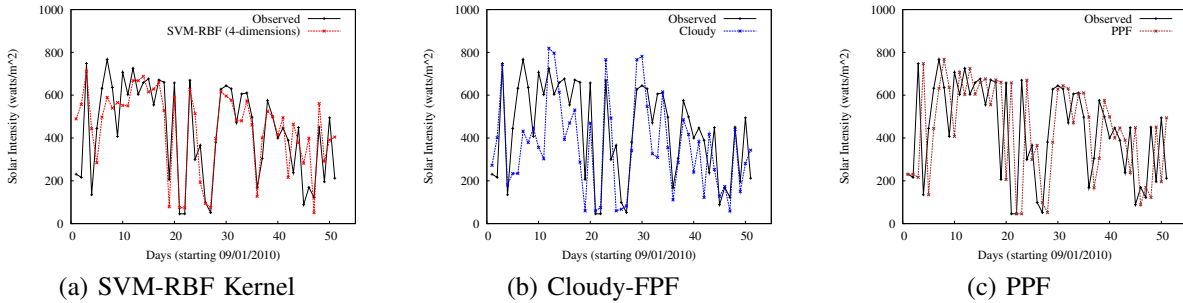 Solar Intensity (watts/m^2)
1000
800
600
400
200
0
0 10 20 30 40 50
Days (starting 09/01/2010)
Observed
SVM-RBF (4-dimensions)
(a) SVM-RBF Kernel
Solar Intensity (watts/m^2)
1000
800
600
400
200
0
0 10 20 30 40 50
Days (starting 09/01/2010)
Observed
Cloudy
(b) Cloudy-FPF
Solar Intensity (watts/m^2)
1000
800
600
400
200
0
0 10 20 30 40 50
Days (starting 09/01/2010)
Observed
PPF
(c) PPF